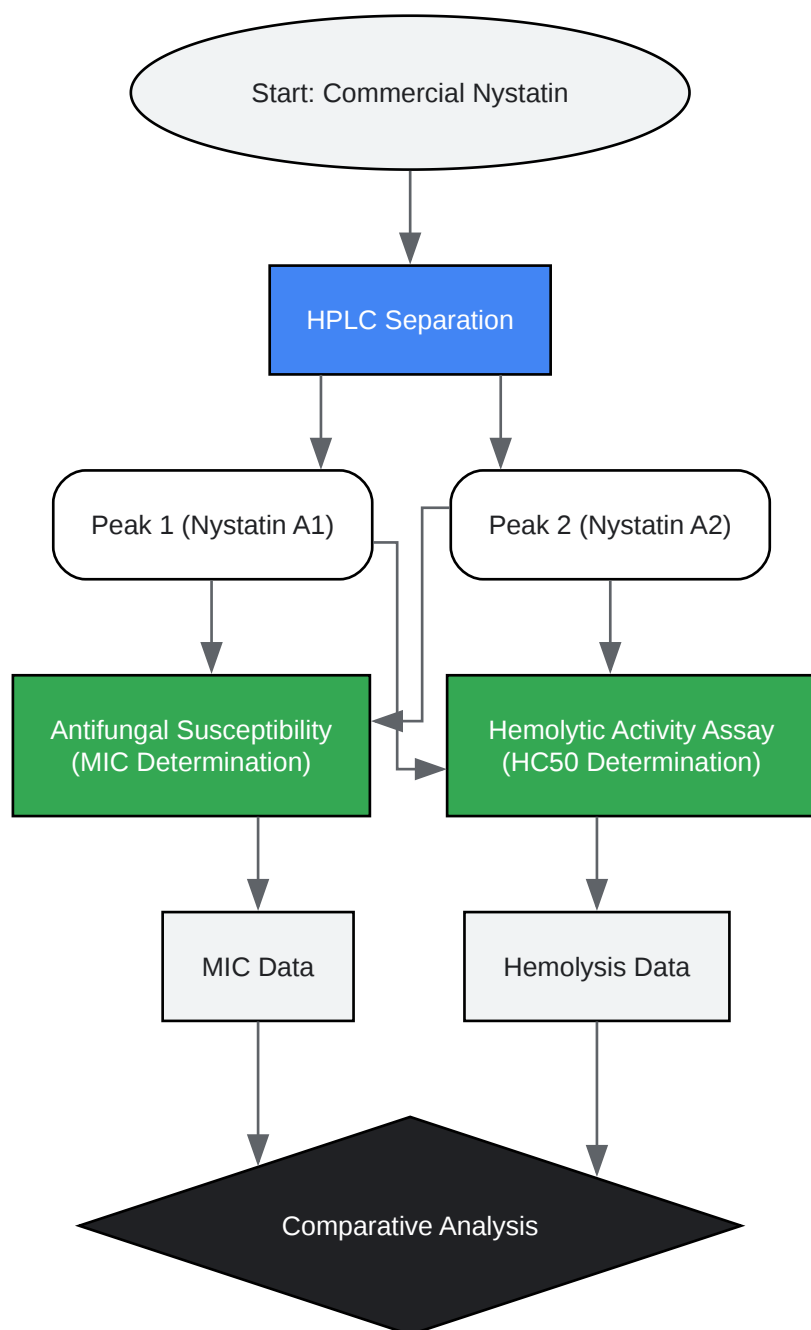 Start: Commercial Nystatin
HPLC Separation
Peak 1 (Nystatin A1)
Peak 2 (Nystatin A2)
Antifungal Susceptibility
(MIC Determination)
Hemolytic Activity Assay
(HC50 Determination)
MIC Data
Hemolysis Data
Comparative Analysis